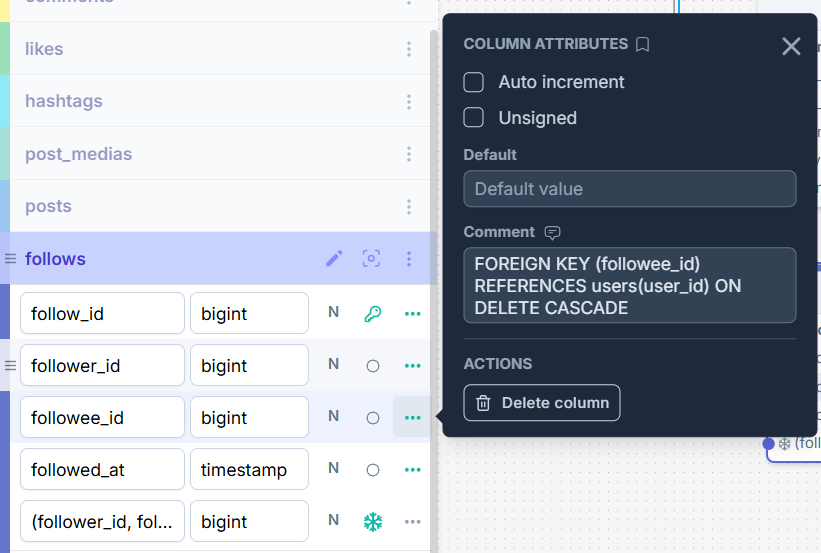 likes
hashtags
post_medias
posts
follows
follow_id bigint N
follower_id bigint N
followee_id bigint N
followed_at timestamp N
(follower_id, fol... bigint N
COLUMN ATTRIBUTES
Auto increment
Unsigned
Default
Default value
Comment
FOREIGN KEY (followee_id)
REFERENCES users(user_id) ON
DELETE CASCADE
ACTIONS
Delete column